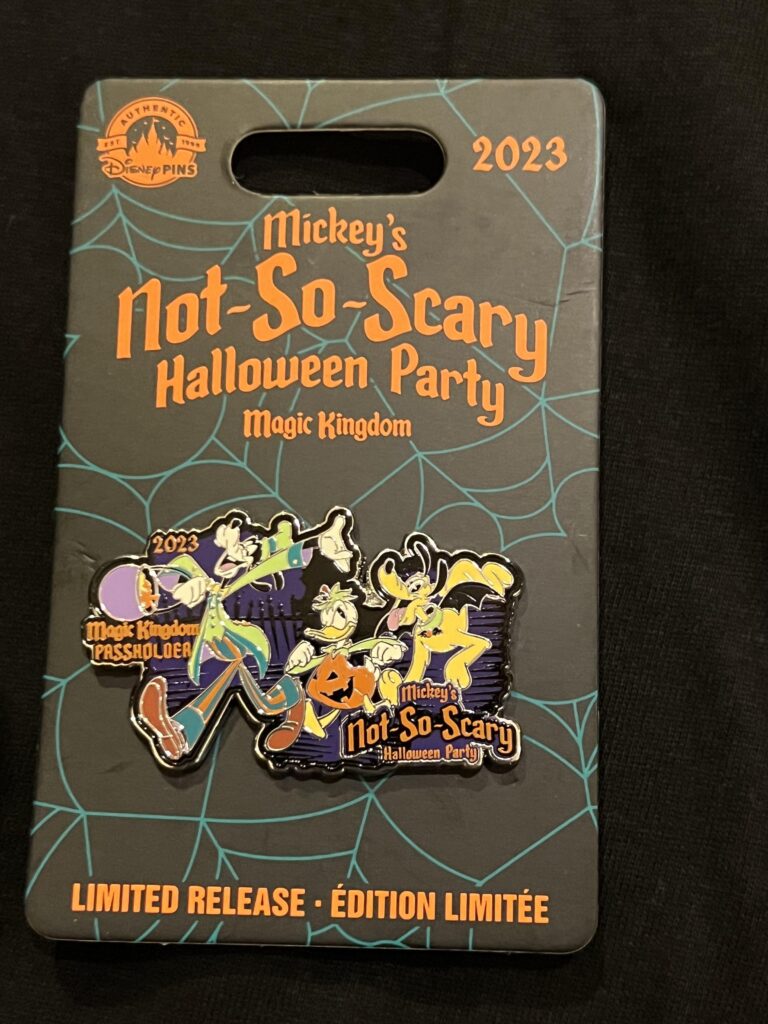 AUTHENTIC
EST 1999
DISNEY PINS
2023
Mickey's
Not-So-Scary
Halloween Party
Magic Kingdom
2023
Magic Kingdom
PASSHOLDER
Mickey's
Not-So-Scary
Halloween Party
LIMITED RELEASE · ÉDITION LIMITÉE